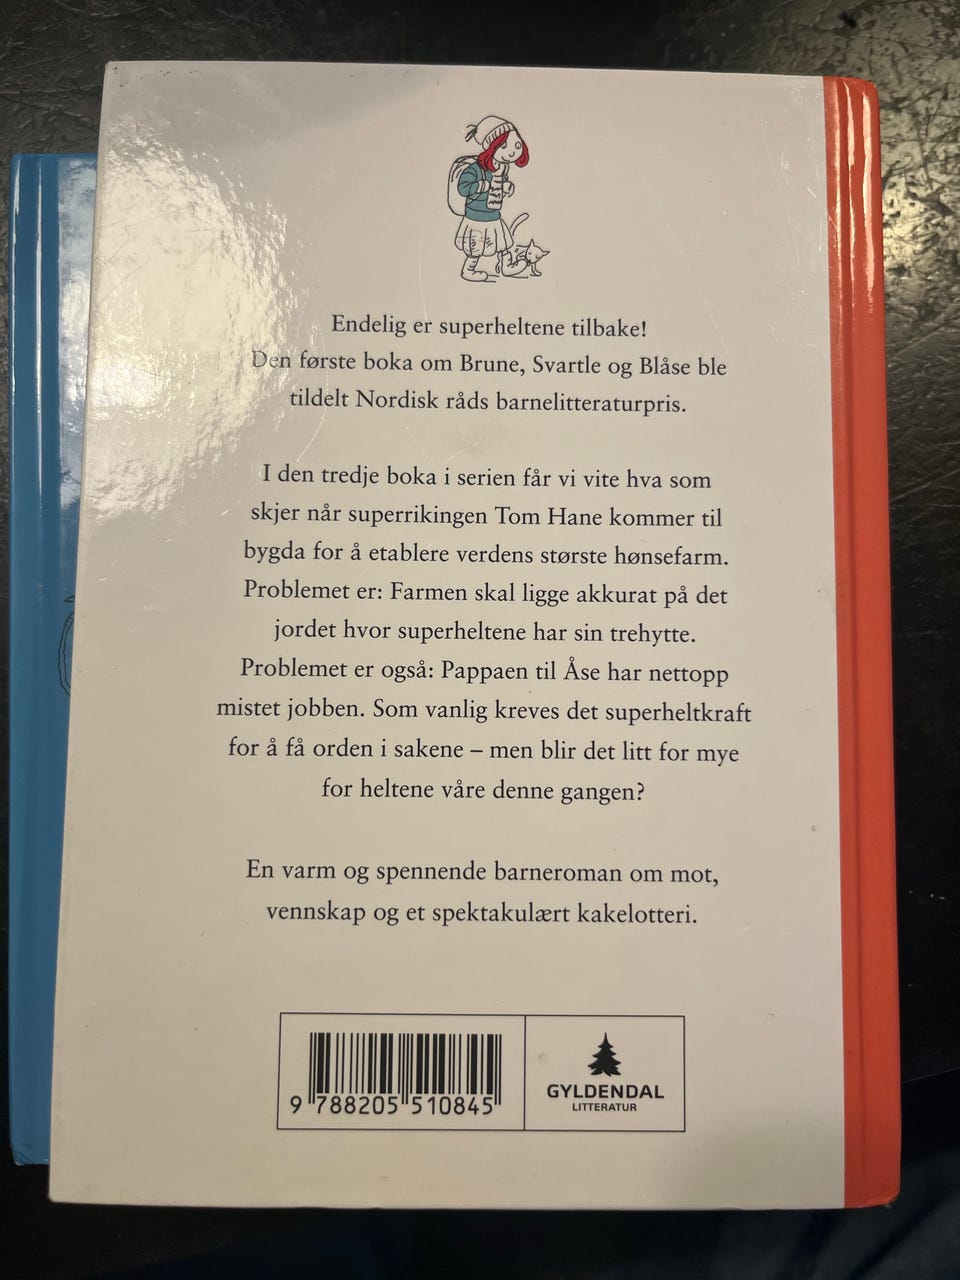 Endelig er superheltene tilbake!
Den første boka om Brune, Svartle og Blåse ble
tildelt Nordisk råds barnelitteraturpris.
I den tredje boka i serien får vi vite hva som
skjer når superrikingen Tom Hane kommer til
bygda for å etablere verdens største hønsefarm.
Problemet er: Farmen skal ligge akkurat på det
jordet hvor superheltene har sin trehytte.
Problemet er også: Pappaen til Åse har nettopp
mistet jobben. Som vanlig kreves det superheltkraft
for å få orden i sakene – men blir det litt for mye
for heltene våre denne gangen?
En varm og spennende barneroman om mot,
vennskap og et spektakulært kakelotteri.
9 788205 510845
GYLDENDAL
LITTERATUR